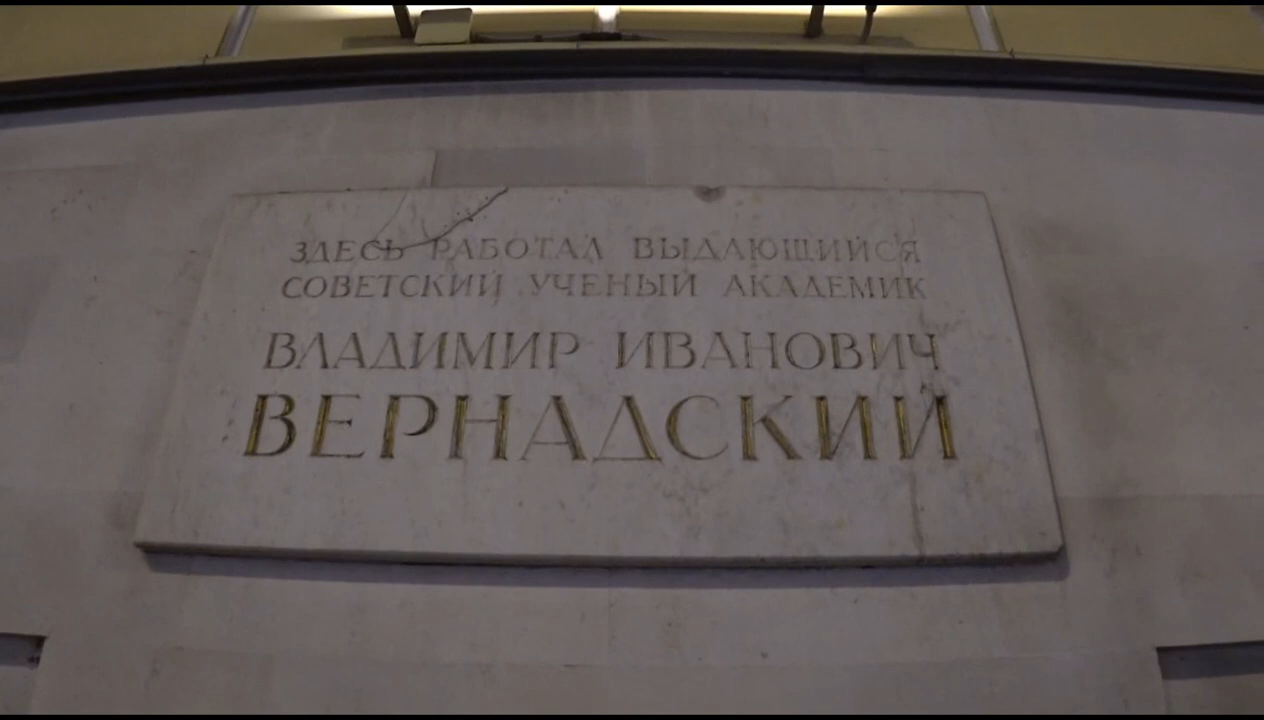 ЗДЕСЬ РАБОТАЛ ВЫДАЮЩИЙСЯ
СОВЕТСКИЙ УЧЕНЫЙ АКАДЕМИК
ВЛАДИМИР ИВАНОВИЧ
ВЕРНАДСКИЙ